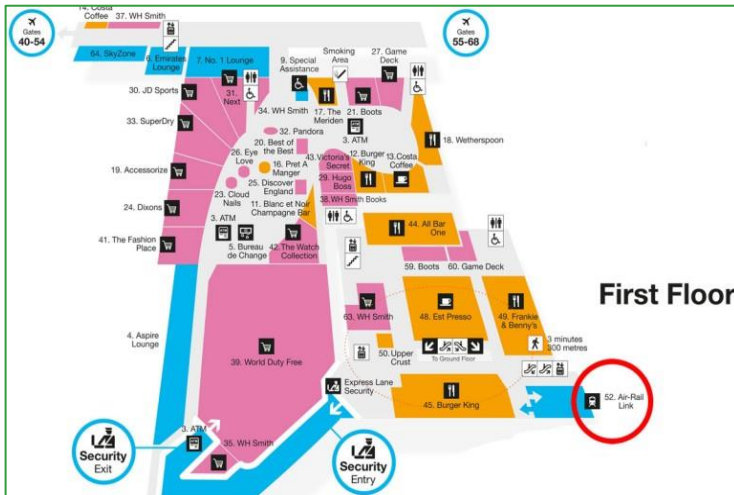 14. Costa
Coffee
37. WH Smith
Gates
40-54
Gates
55-68
54. SkyZone
6. Emirates
Lounge
7. No. 1 Lounge
9. Special
Assistance
Smoking
Area
27. Game
Deck
30. JD Sports
31.
Next
17. The
Meriden
21. Boots
34. WH Smith
33. SuperDry
32. Pandora
3. ATM
18. Wetherspoon
20. Best of
the Best
26. Eye
Love
43. Victoria's
Secret
12. Burger
King
13. Costa
Coffee
16. Pret A
Manger
19. Accessorize
29. Hugo
Boss
25. Discover
England
23. Cloud
Nails
38. WH Smith Books
24. Dixons
11. Blanc et Noir
Champagne Bar
3. ATM
44. All Bar
One
41. The Fashion
Place
5. Bureau
de Change
42. The Watch
Collection
59. Boots
60. Game Deck
First Floor
63. WH Smith
48. Est Presso
49. Frankie
& Benny's
4. Aspire
Lounge
3 minutes
300 metres
50. Upper
Crust
To Ground Floor
39. World Duty Free
Express Lane
Security
52. Air-Rail
Link
45. Burger King
3. ATM
35. WH Smith
Security
Exit
Security
Entry